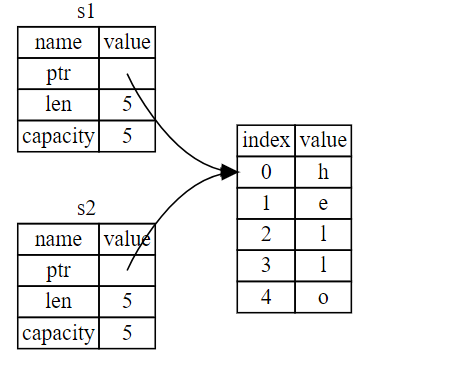 s1
name value
ptr
len 5
capacity 5
index value
0 h
1 e
2 l
3 l
4 o
s2
name value
ptr
len 5
capacity 5